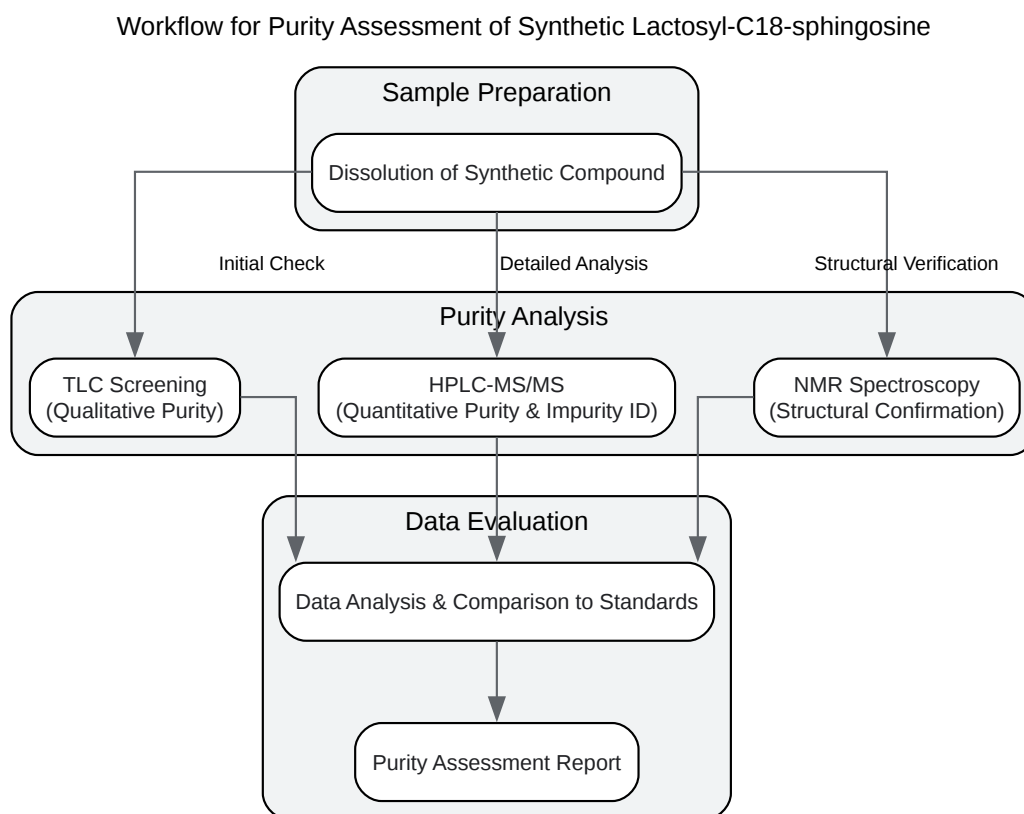 Workflow for Purity Assessment of Synthetic Lactosyl-C18-sphingosine
Sample Preparation
Dissolution of Synthetic Compound
Initial Check
Detailed Analysis
Structural Verification
Purity Analysis
TLC Screening
(Qualitative Purity)
HPLC-MS/MS
(Quantitative Purity & Impurity ID)
NMR Spectroscopy
(Structural Confirmation)
Data Evaluation
Data Analysis & Comparison to Standards
Purity Assessment Report